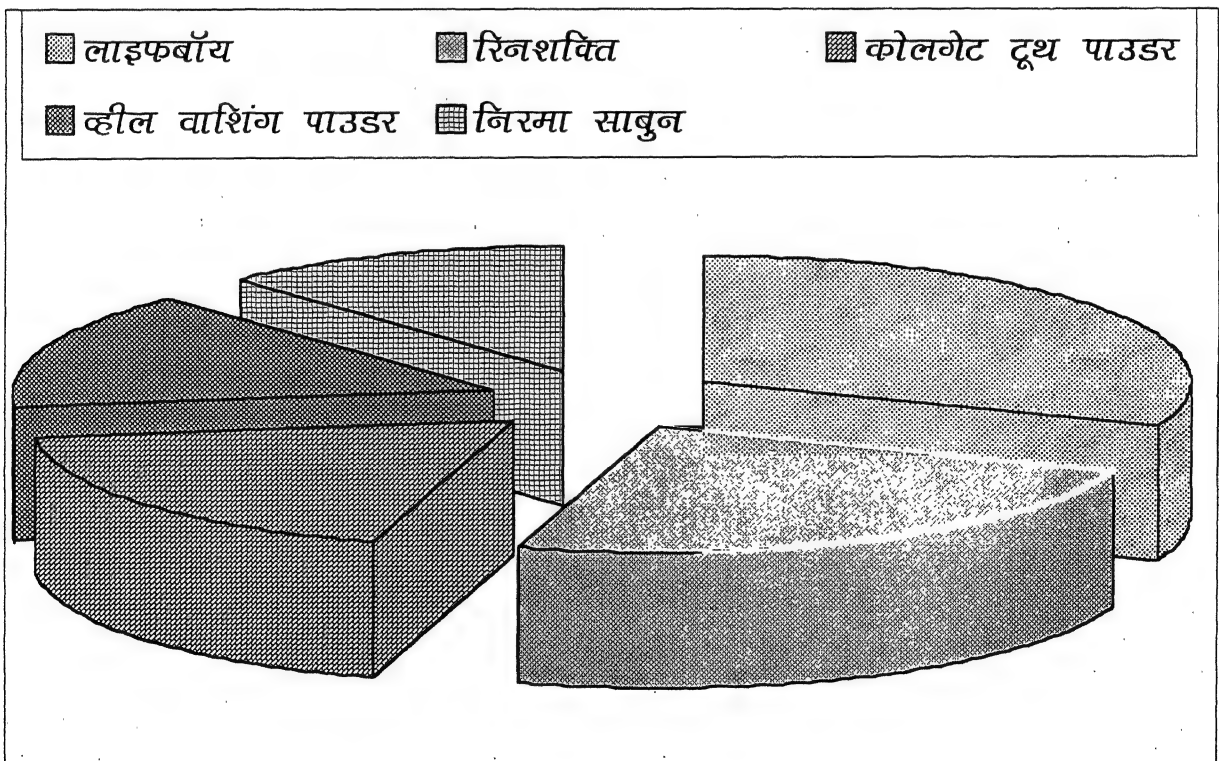 लाइफबॉय रिनशक्ति कोलगेट टूथ पाउडर
व्हील वाशिंग पाउडर निरमा साबुन